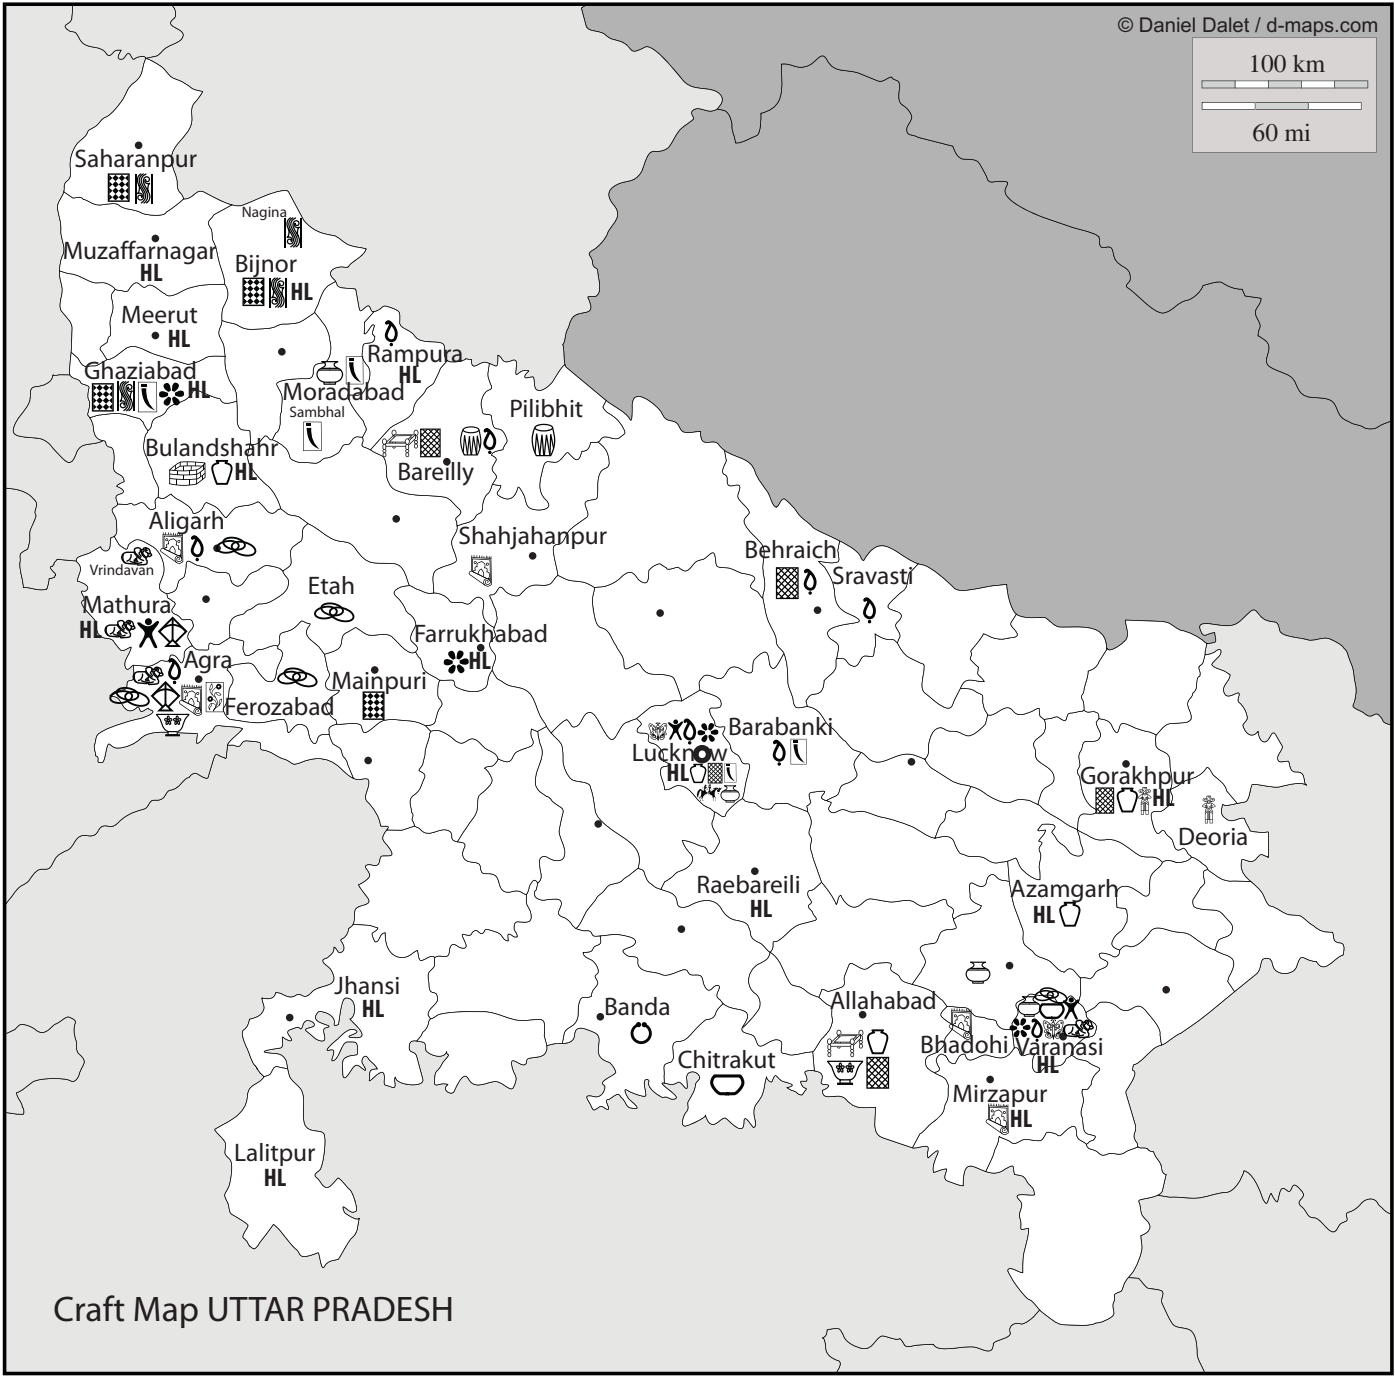 © Daniel Dalet / d-maps.com
100 km
60 mi
Saharanpur
Nagina
Muzaffarnagar
HL
Bijnor
HL
Meerut
HL
Rampura
HL
Ghaziabad
HL
Moradabad
Sambhal
Pilibhit
Bulandshahr
HL
Bareilly
Aligarh
Shahjahanpur
Behraich
Vrindavan
Sravasti
Etah
Mathura
HL
Farrukhabad
HL
Agra
Mainpuri
Ferozabad
Barabanki
Lucknow
HL
Gorakhpur
HL
Deoria
Raebareili
HL
Azamgarh
HL
Jhansi
HL
Banda
Allahabad
Bhadohi
Varanasi
HL
Chitrakut
Mirzapur
HL
Lalitpur
HL
Craft Map UTTAR PRADESH